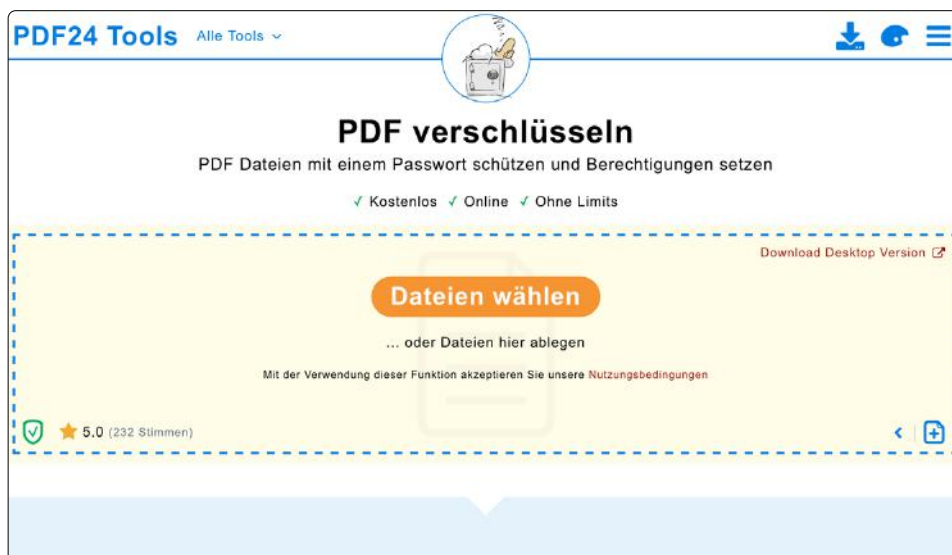 PDF24 Tools Alle Tools
PDF verschlüsseln
PDF Dateien mit einem Passwort schützen und Berechtigungen setzen
✓ Kostenlos ✓ Online ✓ Ohne Limits
Download Desktop Version
Dateien wählen
... oder Dateien hier ablegen
Mit der Verwendung dieser Funktion akzeptieren Sie unsere Nutzungsbedingungen
5.0 (232 Stimmen)